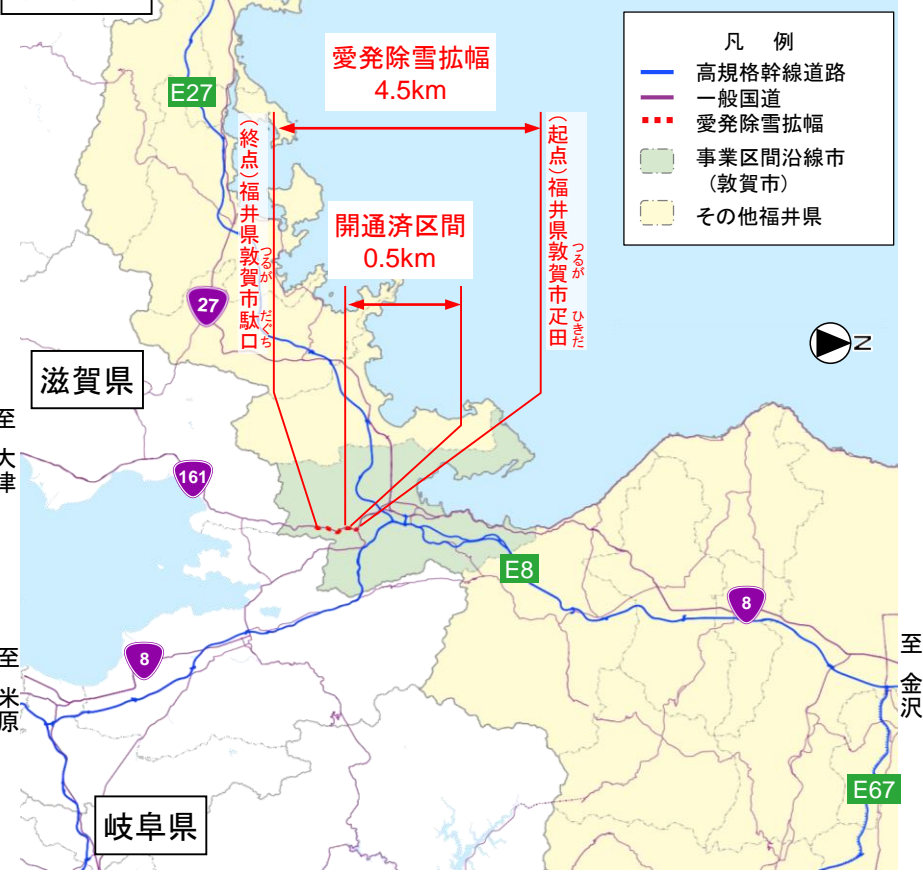 愛発除雪拡幅
4.5km
凡 例
高規格幹線道路
一般国道
愛発除雪拡幅
事業区間沿線市
(敦賀市)
その他福井県
E27
(終点)福井県敦賀市駄口
つるが だぐち
開通済区間
0.5km
(起点)福井県敦賀市疋田
つるが ひきだ
27
N
滋賀県
至 大津
161
E8
8
8
至 米原
至 金沢
E67
岐阜県